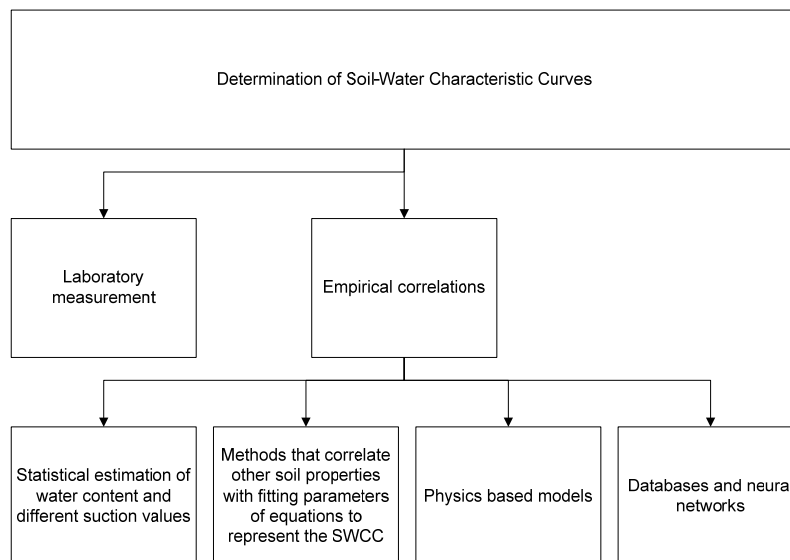 Determination of Soil-Water Characteristic Curves
Laboratory
measurement
Empirical correlations
Statistical estimation of
water content and
different suction values
Methods that correlate
other soil properties
with fitting parameters
of equations to
represent the SWCC
Physics based models
Databases and neura
networks